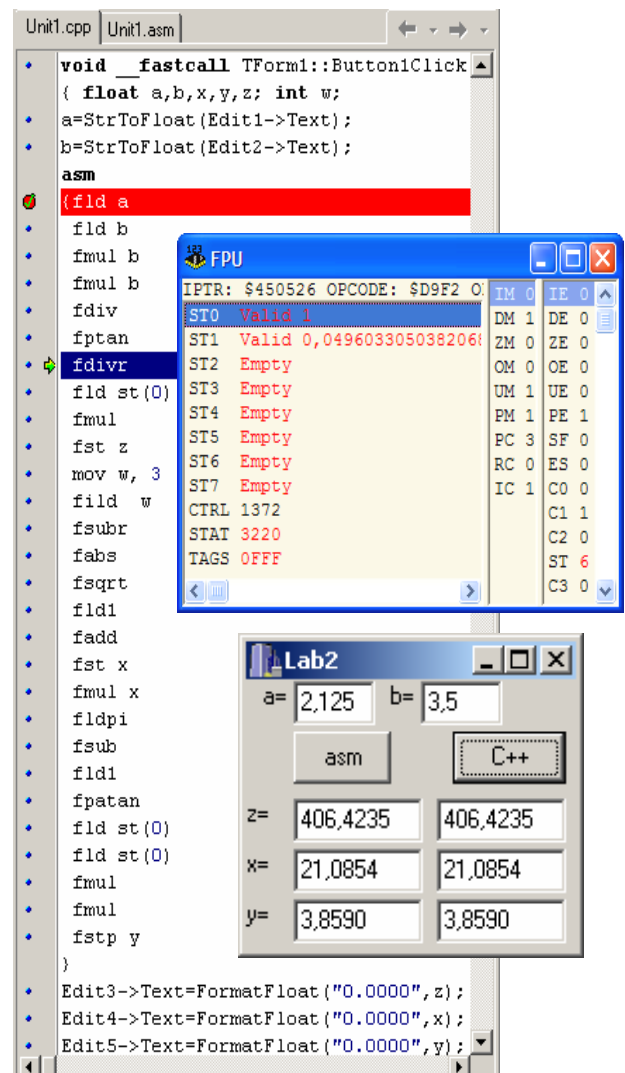 Unit1.cpp Unit1.asm
void __fastcall TForm1::Button1Click
{ float a,b,x,y,z; int w;
a=StrToFloat(Edit1->Text);
b=StrToFloat(Edit2->Text);
asm
{fld a
fld b
fmul b
fmul b
fdiv
fptan
fdivr
fld st(0)
fmul
fst z
mov w, 3
fild w
fsubr
fabs
fsqrt
fld1
fadd
fst x
fmul x
fldpi
fsub
fld1
fpatan
fld st(0)
fld st(0)
fmul
fmul
fstp y
}
Edit3->Text=FormatFloat("0.0000",z);
Edit4->Text=FormatFloat("0.0000",x);
Edit5->Text=FormatFloat("0.0000",y);
123
FPU
IPTR: $450526 OPCODE: $D9F2 O
ST0 Valid 1
ST1 Valid 0,0496033050382068
ST2 Empty
ST3 Empty
ST4 Empty
ST5 Empty
ST6 Empty
ST7 Empty
CTRL 1372
STAT 3220
TAGS 0FFF
IM 0
DM 1
ZM 0
OM 0
UM 1
PM 1
PC 3
RC 0
IC 1
IE 0
DE 0
ZE 0
OE 0
UE 0
PE 1
SF 0
ES 0
C0 0
C1 1
C2 0
ST 6
C3 0
Lab2
a= 2,125 b= 3,5
asm C++
z= 406,4235 406,4235
x= 21,0854 21,0854
y= 3,8590 3,8590